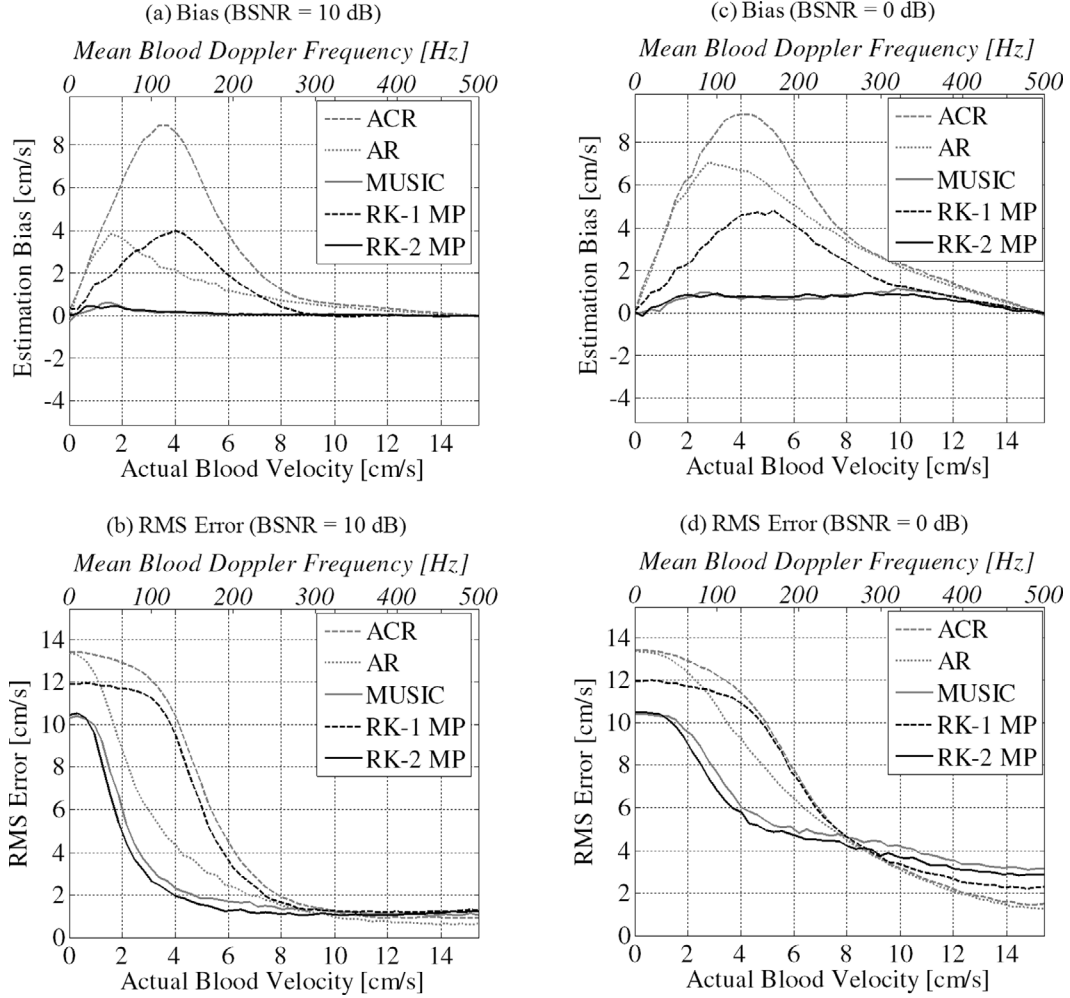 (a) Bias (BSNR = 10 dB)
Mean Blood Doppler Frequency [Hz]
0 100 200 300 400 500
Estimation Bias [cm/s]
8
6
4
2
0
-2
-4
ACR
AR
MUSIC
RK-1 MP
RK-2 MP
0 2 4 6 8 10 12 14
Actual Blood Velocity [cm/s]
(c) Bias (BSNR = 0 dB)
Mean Blood Doppler Frequency [Hz]
0 100 200 300 400 500
Estimation Bias [cm/s]
8
6
4
2
0
-2
-4
ACR
AR
MUSIC
RK-1 MP
RK-2 MP
0 2 4 6 8 10 12 14
Actual Blood Velocity [cm/s]
(b) RMS Error (BSNR = 10 dB)
Mean Blood Doppler Frequency [Hz]
0 100 200 300 400 500
RMS Error [cm/s]
14
12
10
8
6
4
2
0
ACR
AR
MUSIC
RK-1 MP
RK-2 MP
0 2 4 6 8 10 12 14
Actual Blood Velocity [cm/s]
(d) RMS Error (BSNR = 0 dB)
Mean Blood Doppler Frequency [Hz]
0 100 200 300 400 500
RMS Error [cm/s]
14
12
10
8
6
4
2
0
ACR
AR
MUSIC
RK-1 MP
RK-2 MP
0 2 4 6 8 10 12 14
Actual Blood Velocity [cm/s]